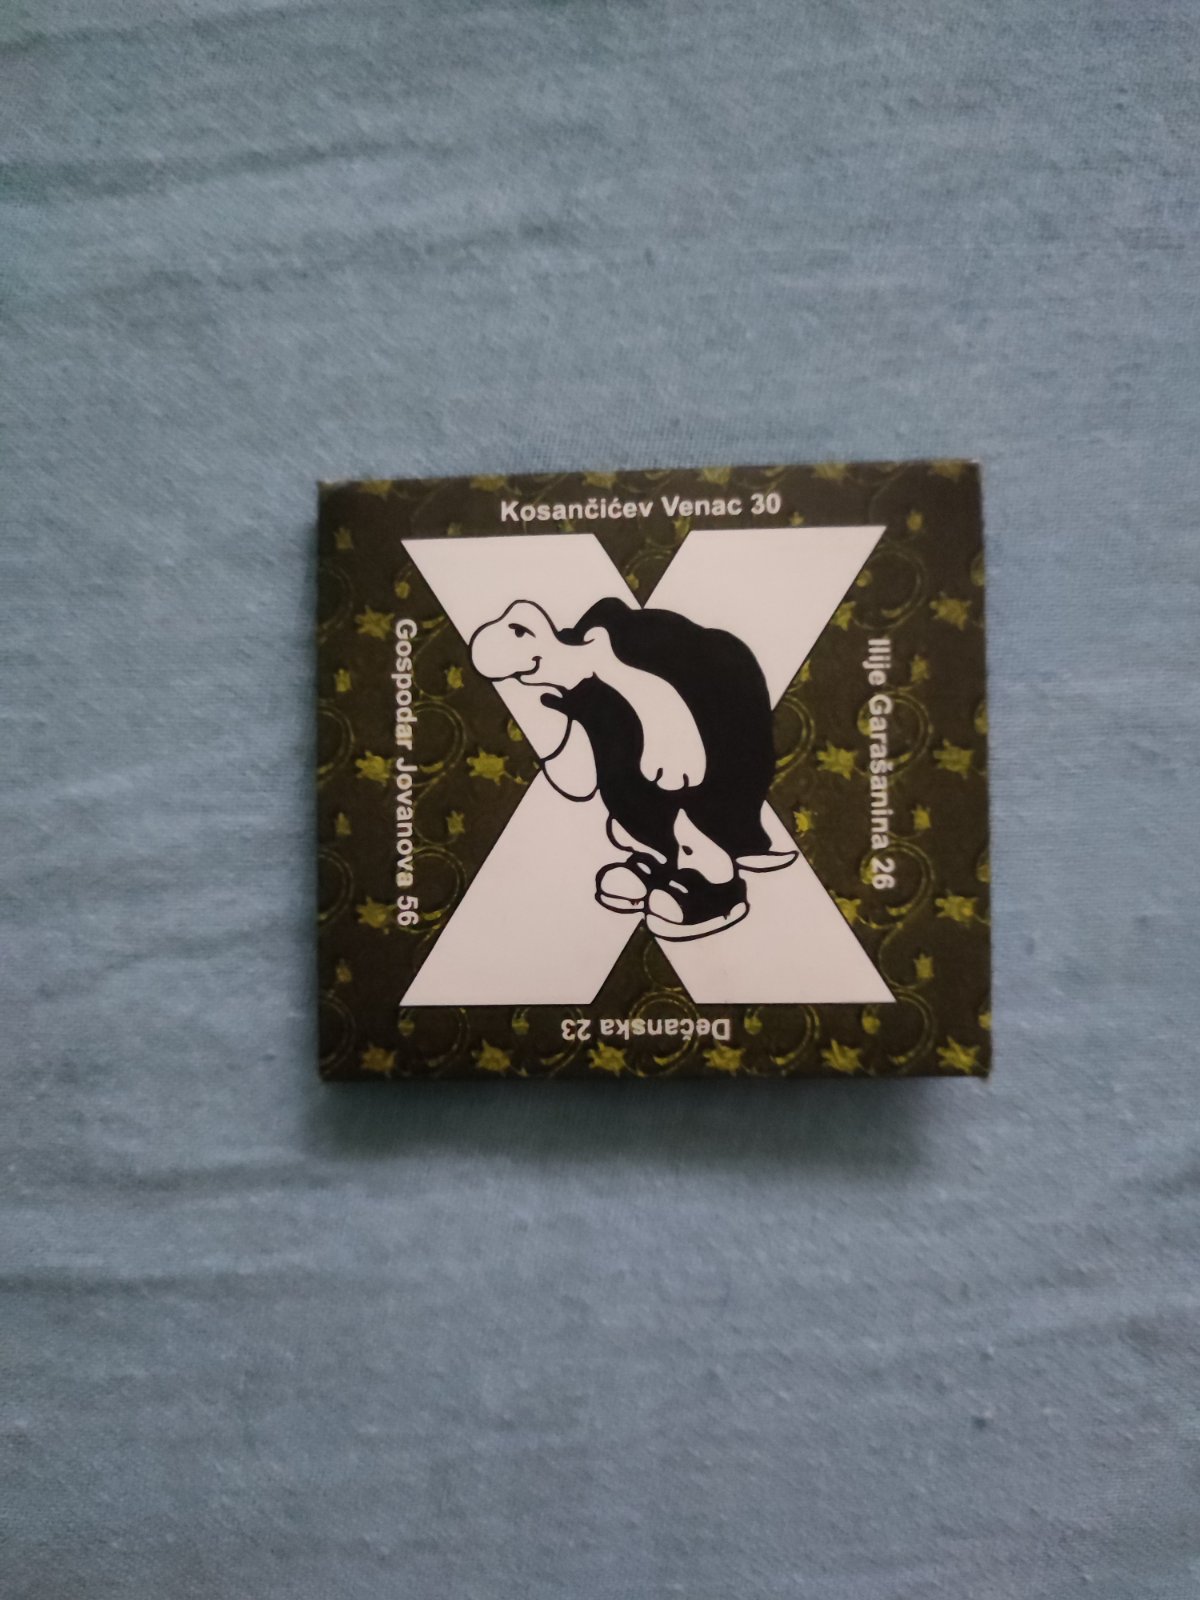 Kosančićev Venac 30
Ilije Garašanina 26
Dečanska 23
Gospodar Jovanova 56